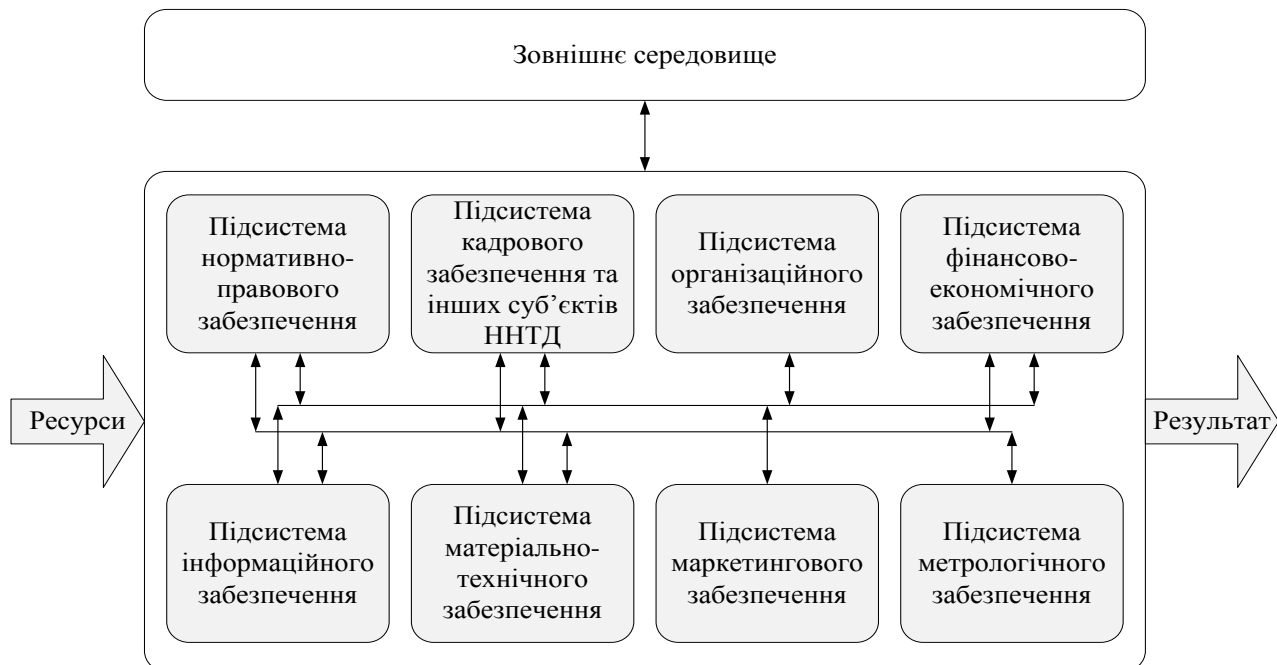 Зовнішнє середовище
Підсистема
нормативно-
правового
забезпечення
Підсистема
кадрового
забезпечення та
інших суб’єктів
ННТД
Підсистема
організаційного
забезпечення
Підсистема
фінансово-
економічного
забезпечення
Ресурси
Результат
Підсистема
інформаційного
забезпечення
Підсистема
матеріально-
технічного
забезпечення
Підсистема
маркетингового
забезпечення
Підсистема
метрологічного
забезпечення